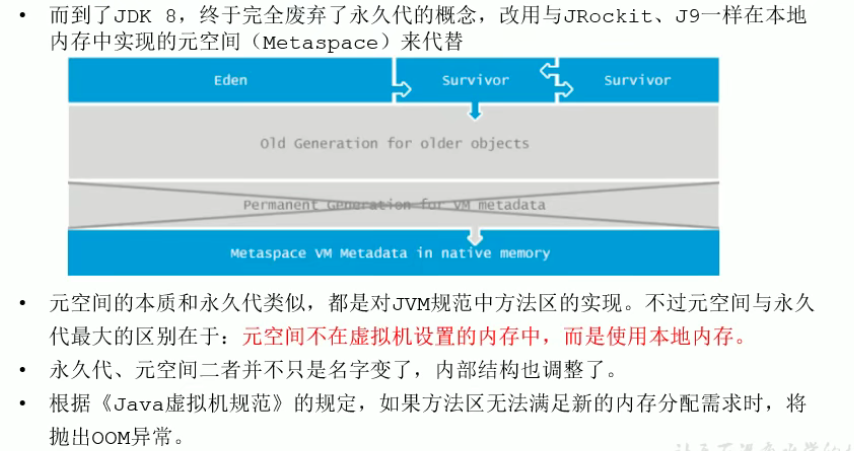 • 而到了JDK 8，终于完全废弃了永久代的概念，改用与JRockit、J9一样在本地
内存中实现的元空间（Metaspace）来代替
Eden Survivor Survivor
Old Generation for older objects
Permanent Generation for VM metadata
Metaspace VM Metadata in native memory
• 元空间的本质和永久代类似，都是对JVM规范中方法区的实现。不过元空间与永久
代最大的区别在于：元空间不在虚拟机设置的内存中，而是使用本地内存。
• 永久代、元空间二者并不只是名字变了，内部结构也调整了。
• 根据《Java虚拟机规范》的规定，如果方法区无法满足新的内存分配需求时，将
抛出OOM异常。